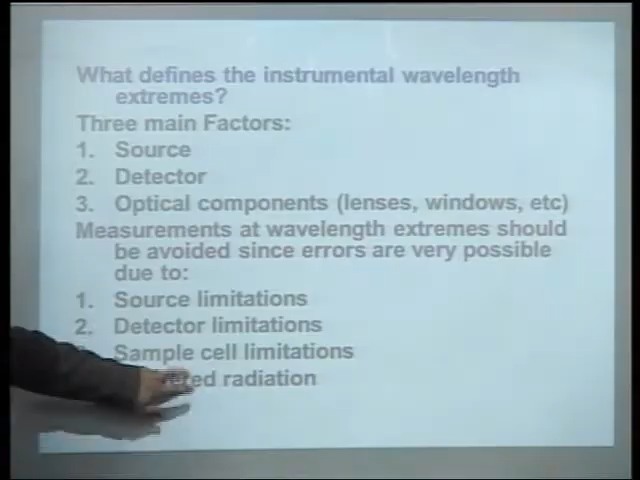 What defines the instrumental wavelength
extremes?
Three main Factors:
1. Source
2. Detector
3. Optical components (lenses, windows, etc)
Measurements at wavelength extremes should
be avoided since errors are very possible
due to:
1. Source limitations
2. Detector limitations
Sample cell limitations
radiation